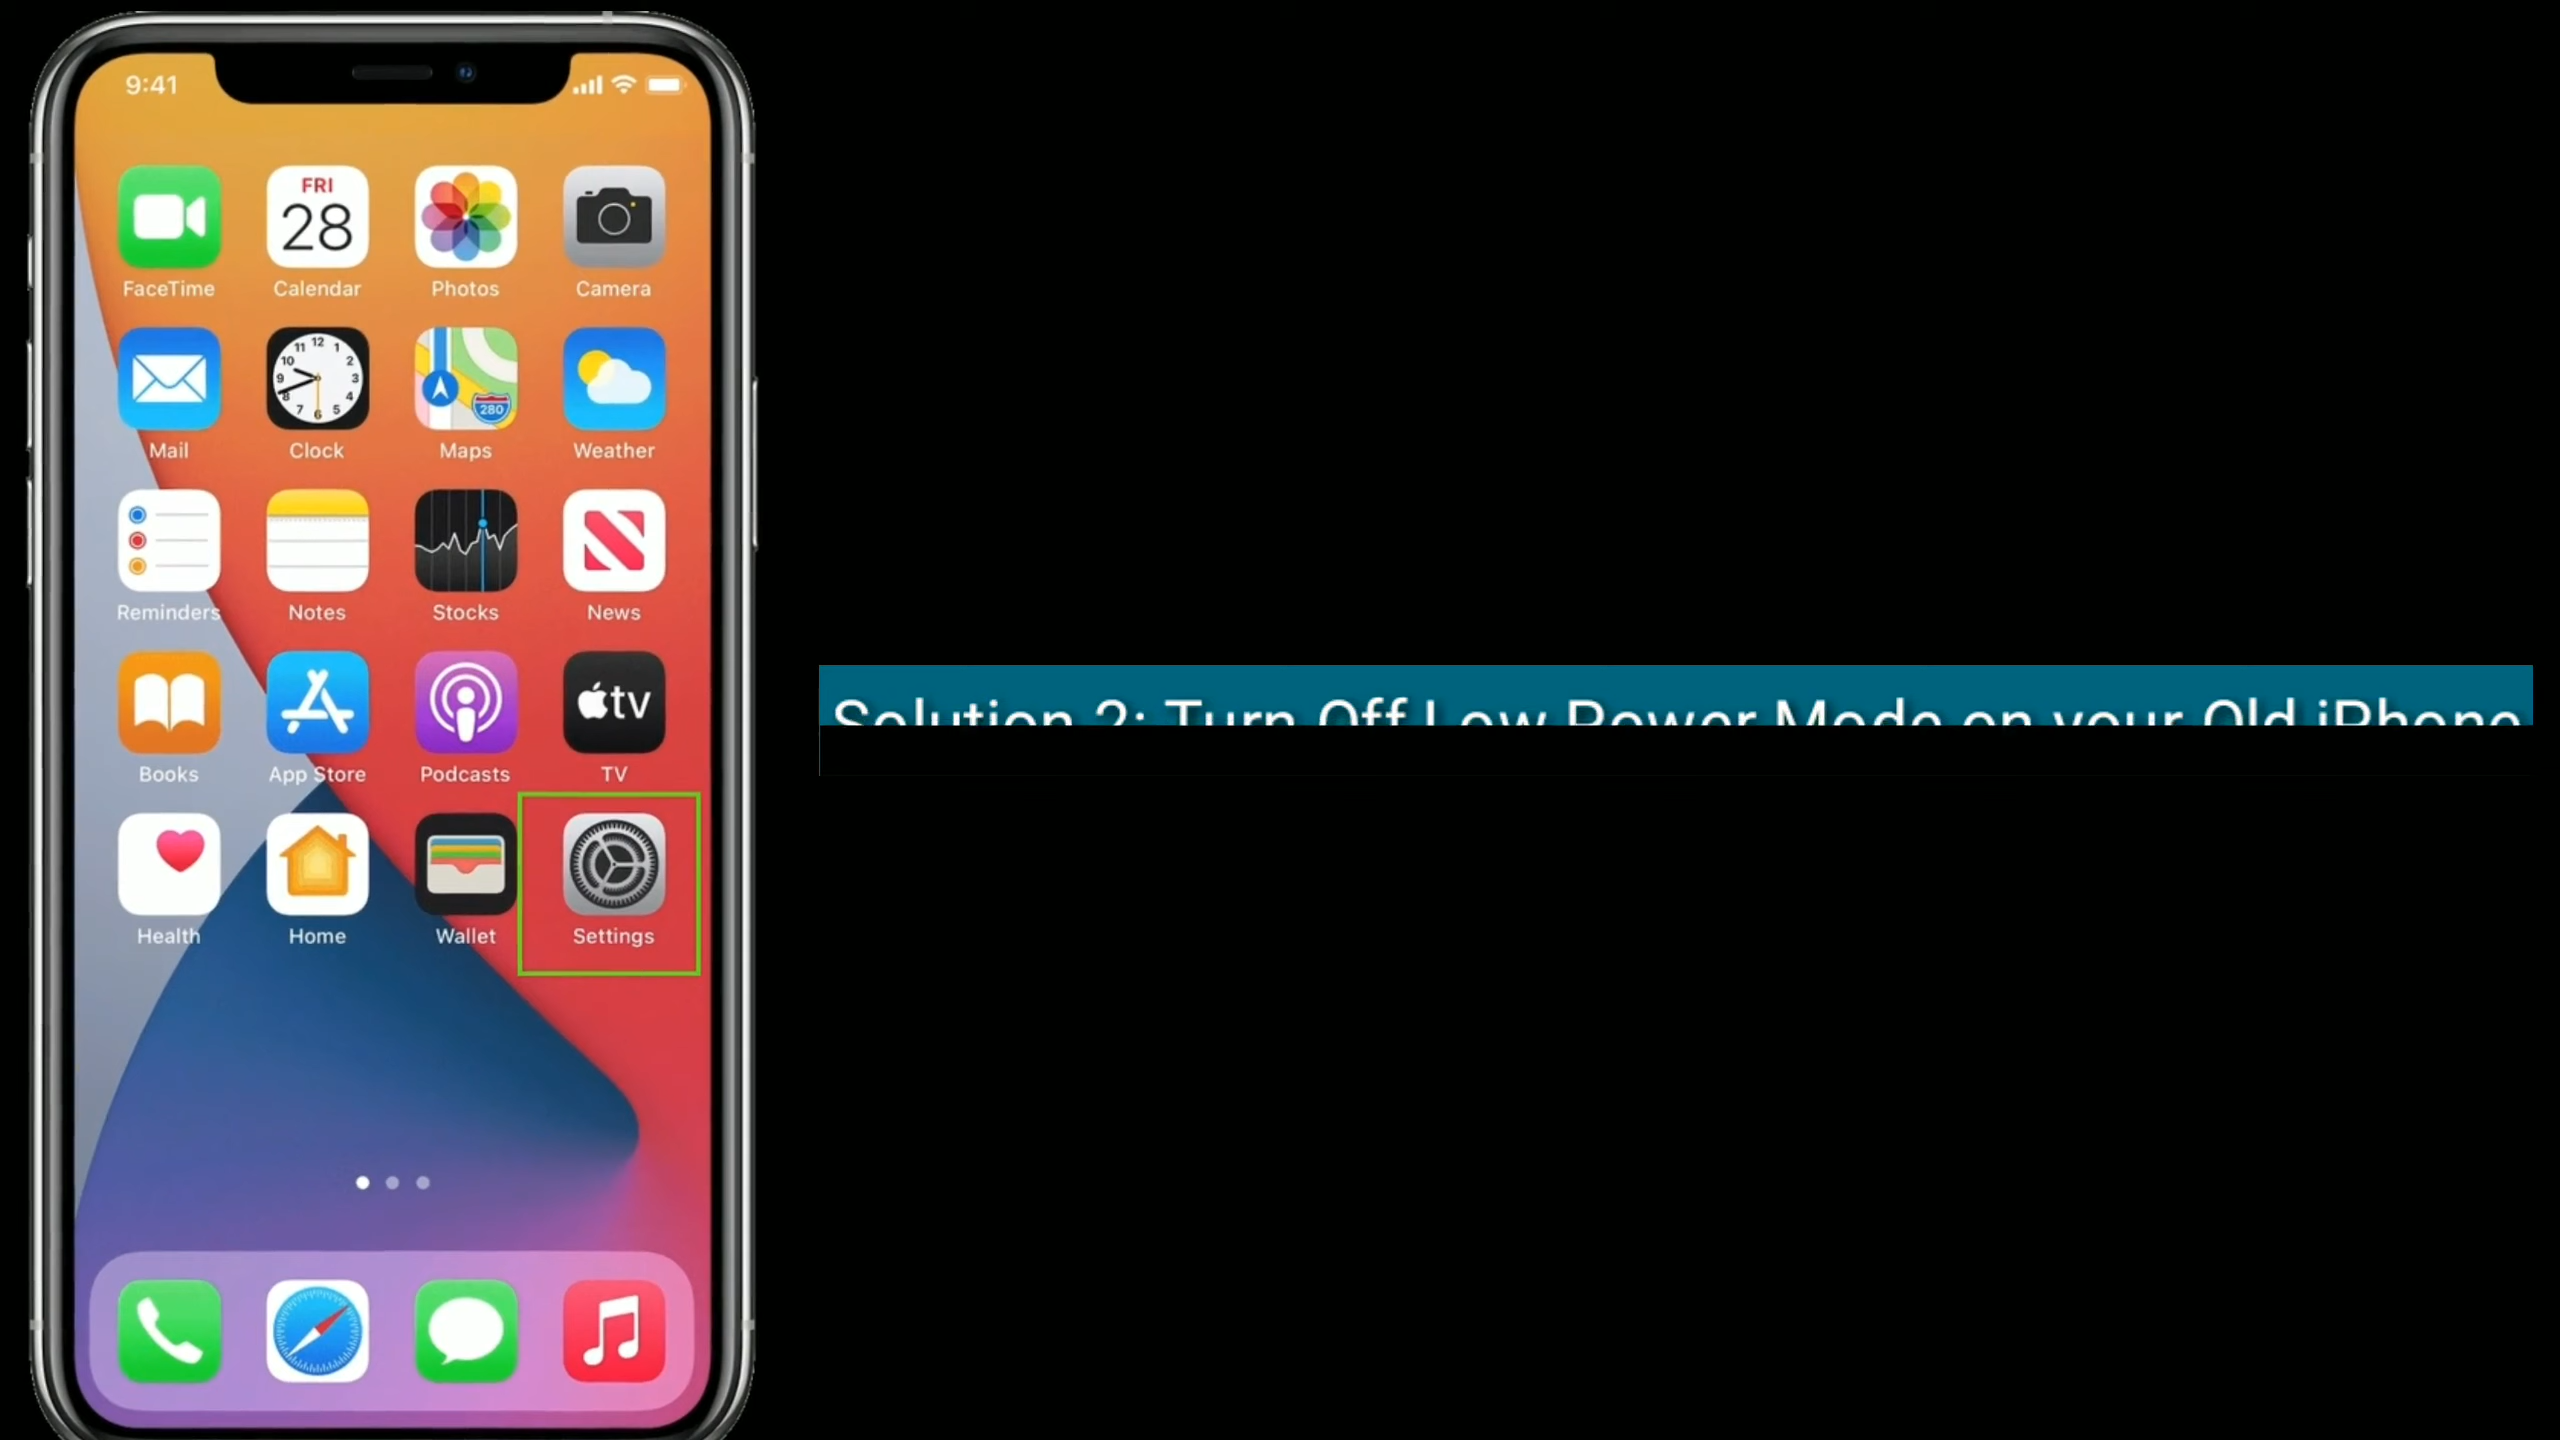 9:41
FRI
28
FaceTime Calendar Photos Camera
280
Mail Clock Maps Weather
Reminders Notes Stocks News
tv
Books App Store Podcasts TV
Health Home Wallet Settings
Solution 2: Turn Off Low Power Mode on your Old iPhone